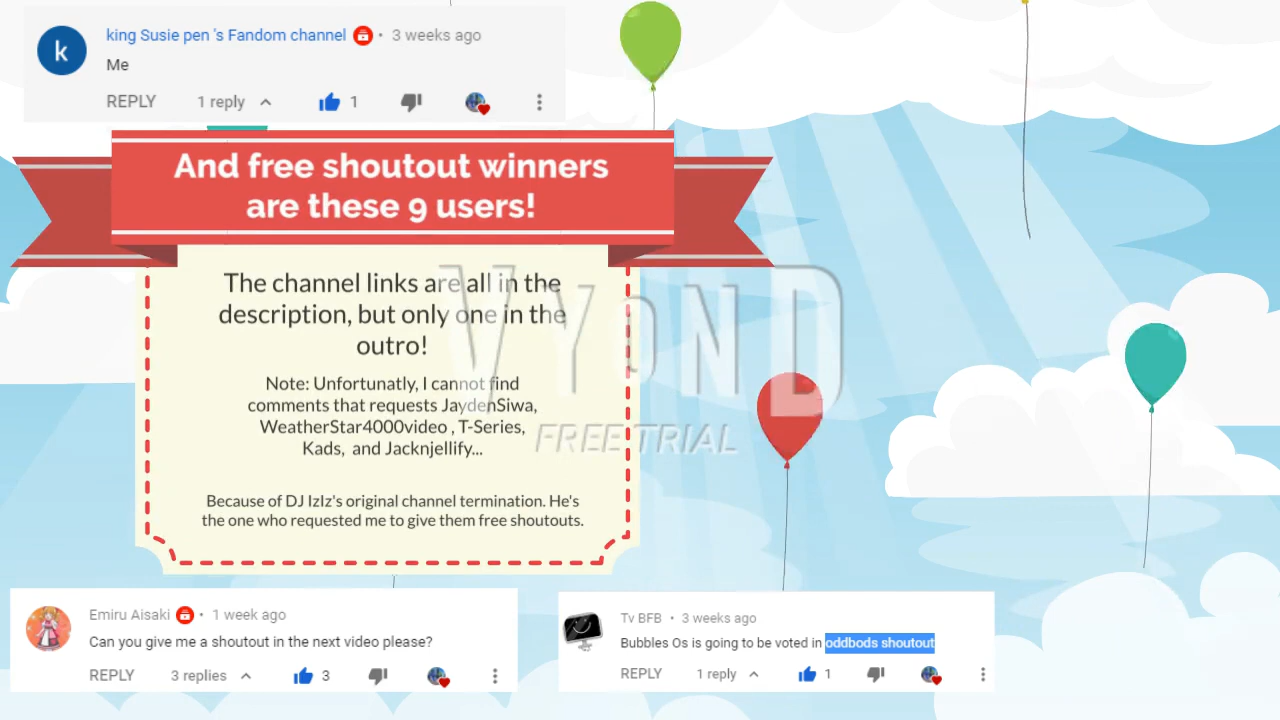 k
king Susie pen 's Fandom channel • 3 weeks ago
Me
REPLY 1 reply 1
And free shoutout winners
are these 9 users!
The channel links are all in the
description, but only one in the
outro!
Note: Unfortunatly, I cannot find
comments that requests JaydenSiwa,
WeatherStar4000video , T-Series,
Kads, and Jacknjellify...
Because of DJ IzIz's original channel termination. He's
the one who requested me to give them free shoutouts.
VYOND
FREE TRIAL
Emiru Aisaki • 1 week ago
Can you give me a shoutout in the next video please?
REPLY 3 replies 3
Tv BFB • 3 weeks ago
Bubbles Os is going to be voted in oddbods shoutout
REPLY 1 reply 1